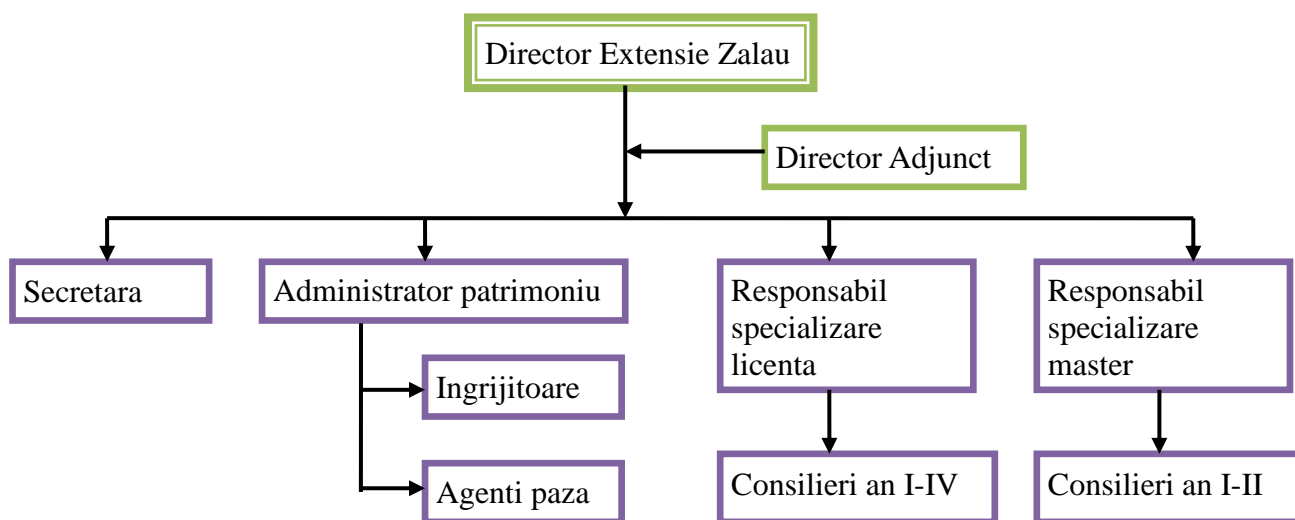 Director Extensie Zalau
Director Adjunct
Secretara
Administrator patrimoniu
Responsabil
specializare
licenta
Responsabil
specializare
master
Ingrijitoare
Agenti paza
Consilieri an I-IV
Consilieri an I-II